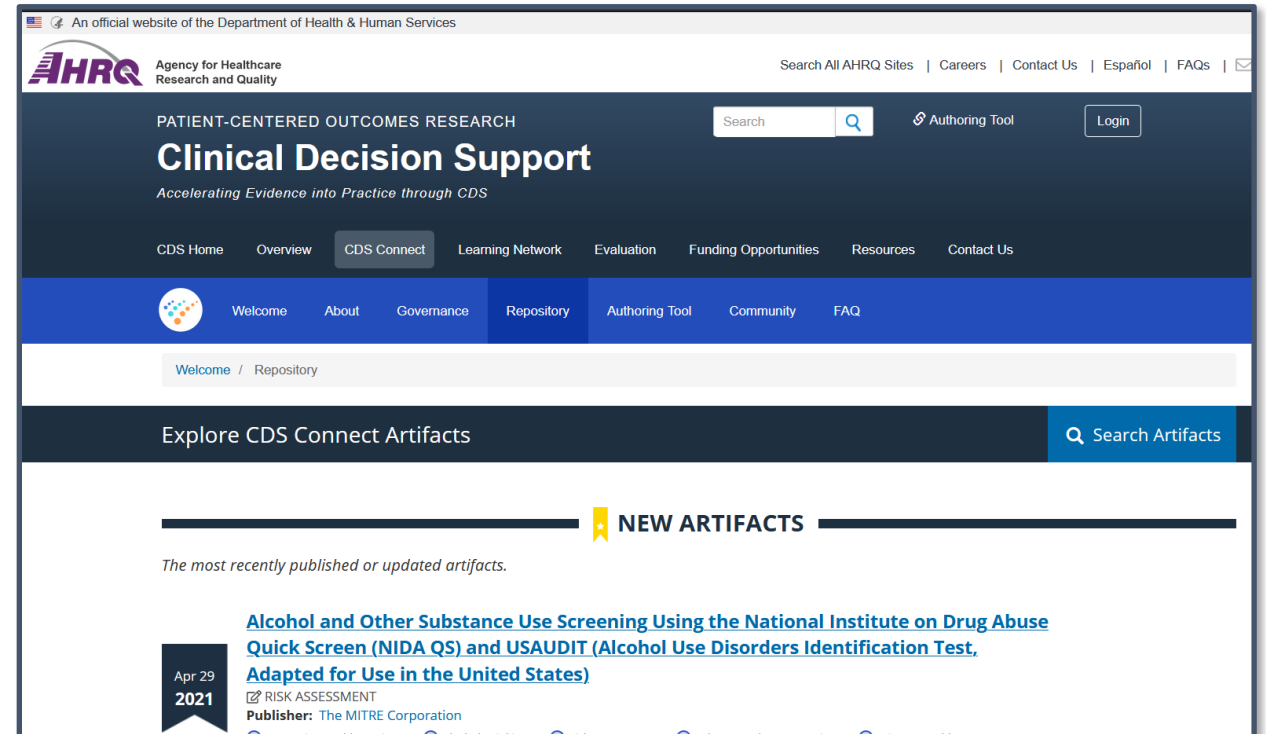 An official website of the Department of Health & Human Services
AHRQ
Agency for Healthcare
Research and Quality
Search All AHRQ Sites | Careers | Contact Us | Español | FAQs |
PATIENT-CENTERED OUTCOMES RESEARCH
Search
Authoring Tool
Login
Clinical Decision Support
Accelerating Evidence into Practice through CDS
CDS Home Overview CDS Connect Learning Network Evaluation Funding Opportunities Resources Contact Us
Welcome About Governance Repository Authoring Tool Community FAQ
Welcome / Repository
Explore CDS Connect Artifacts
Search Artifacts
NEW ARTIFACTS
The most recently published or updated artifacts.
Apr 29
2021
Alcohol and Other Substance Use Screening Using the National Institute on Drug Abuse
Quick Screen (NIDA QS) and USAUDIT (Alcohol Use Disorders Identification Test,
Adapted for Use in the United States)
RISK ASSESSMENT
Publisher: The MITRE Corporation